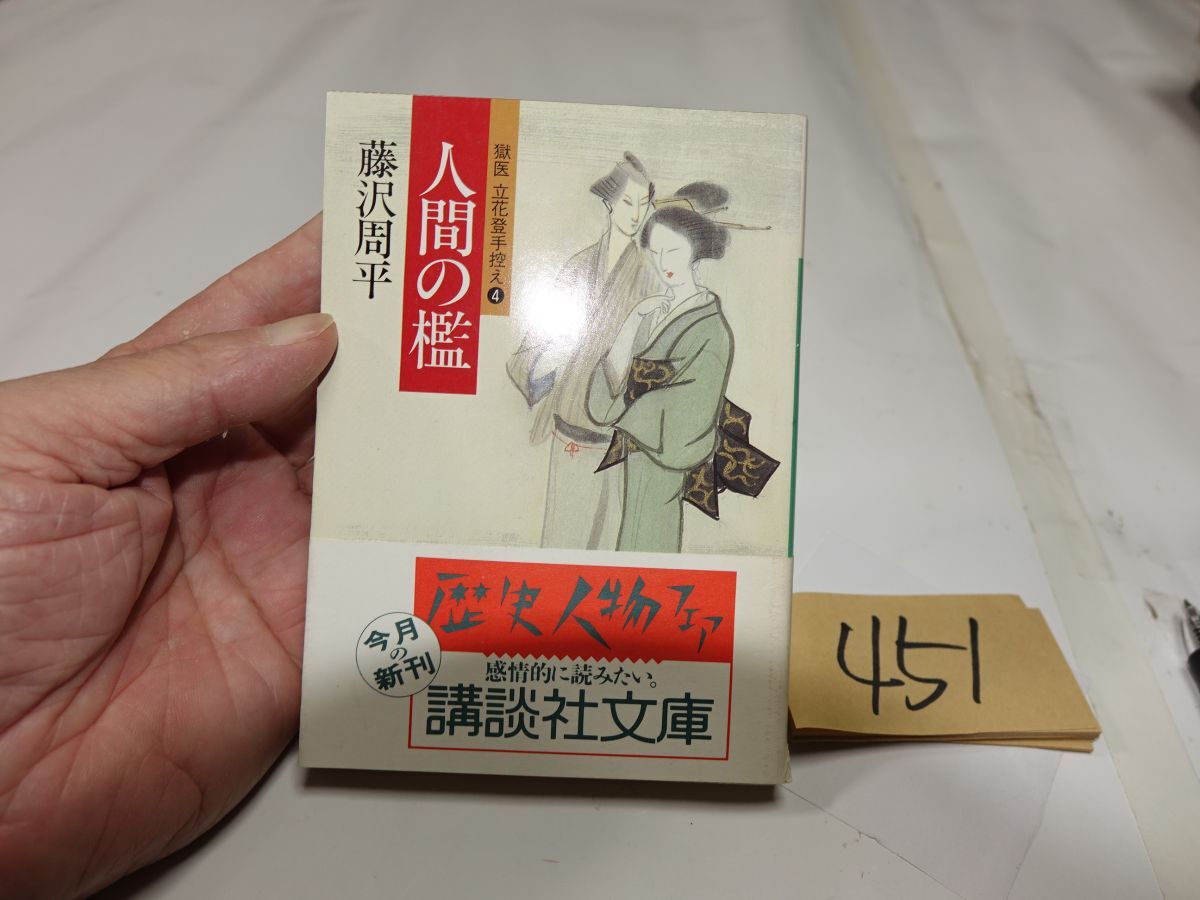 獄医 立花登手控え4
人間の檻
藤沢周平
歴史人物フェア
今月の新刊
感情的に読みたい。
講談社文庫
451